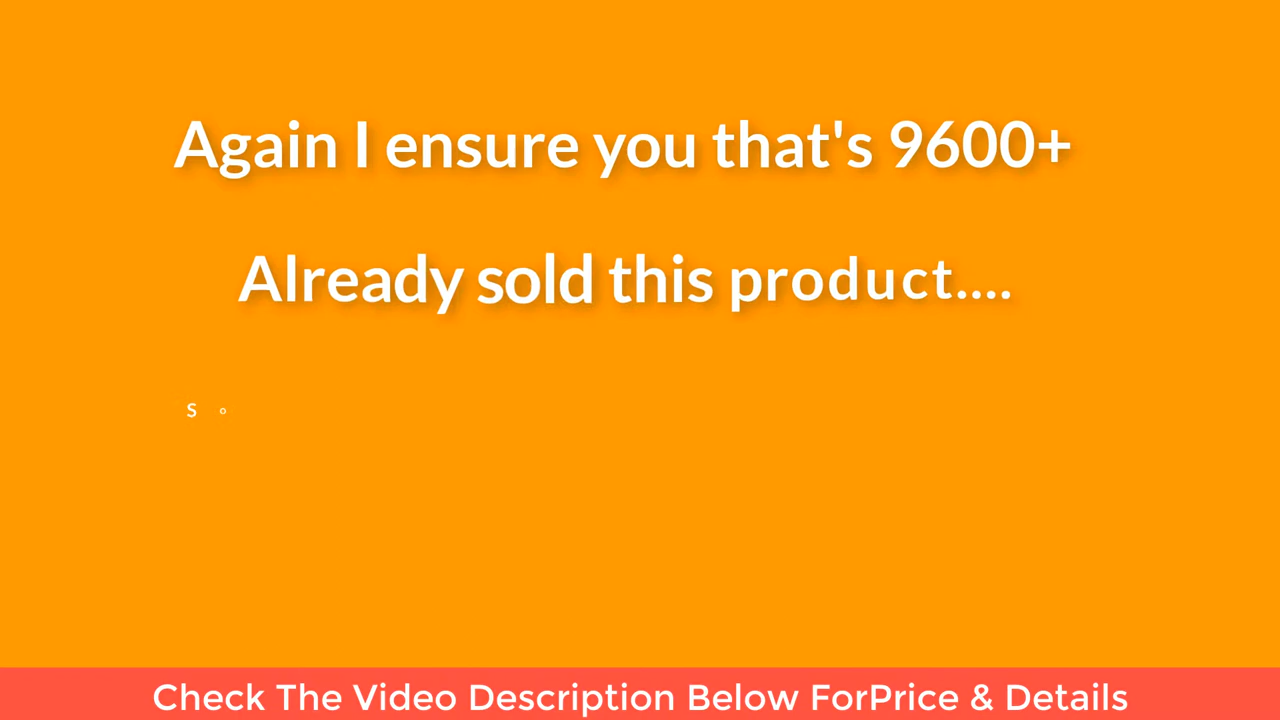 Again I ensure you that's 9600+
Already sold this product....
S o
Check The Video Description Below ForPrice & Details